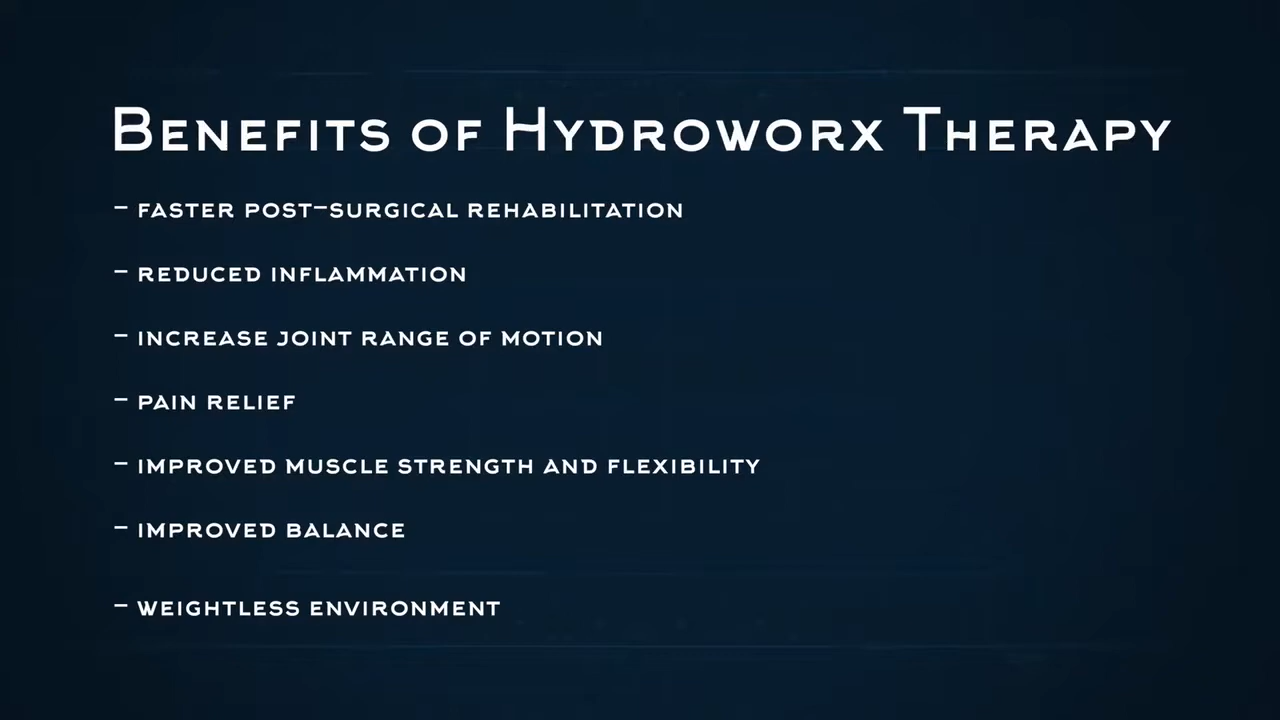 Benefits of Hydroworx Therapy
- faster post-surgical rehabilitation
- reduced inflammation
- increase joint range of motion
- pain relief
- improved muscle strength and flexibility
- improved balance
- weightless environment